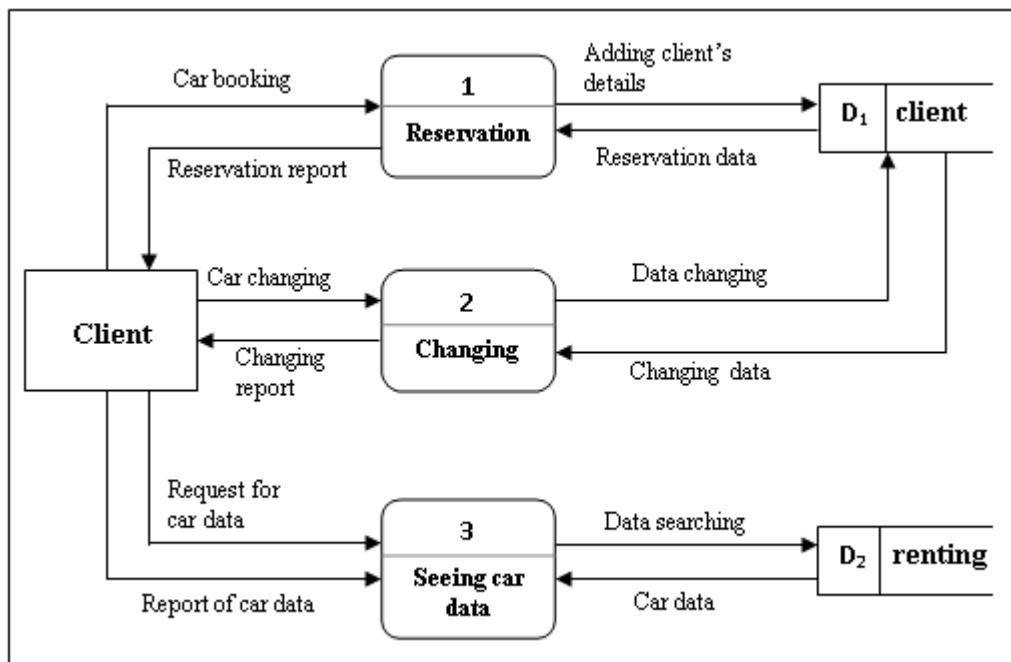 Car booking
1
Reservation
Adding client's
details
D₁ client
Reservation report
Reservation data
Client
Car changing
2
Changing
Data changing
Changing
report
Changing data
Request for
car data
3
Seeing car
data
Data searching
D₂ renting
Report of car data
Car data